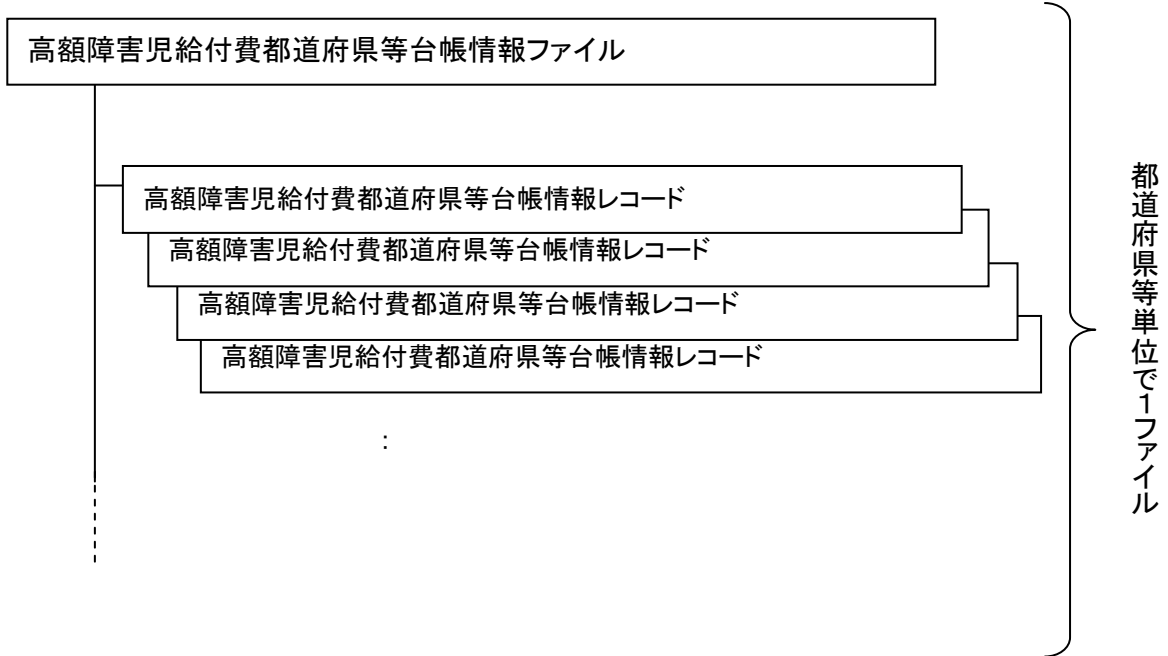 高額障害児給付費都道府県等台帳情報ファイル
高額障害児給付費都道府県等台帳情報レコード
高額障害児給付費都道府県等台帳情報レコード
高額障害児給付費都道府県等台帳情報レコード
高額障害児給付費都道府県等台帳情報レコード
:
都道府県等単位で1ファイル